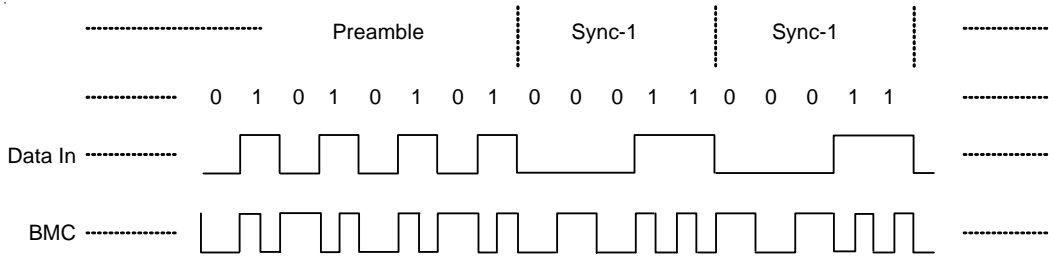 Preamble Sync-1 Sync-1
0 1 0 1 0 1 0 1 0 0 0 1 1 0 0 0 1 1
Data In
BMC